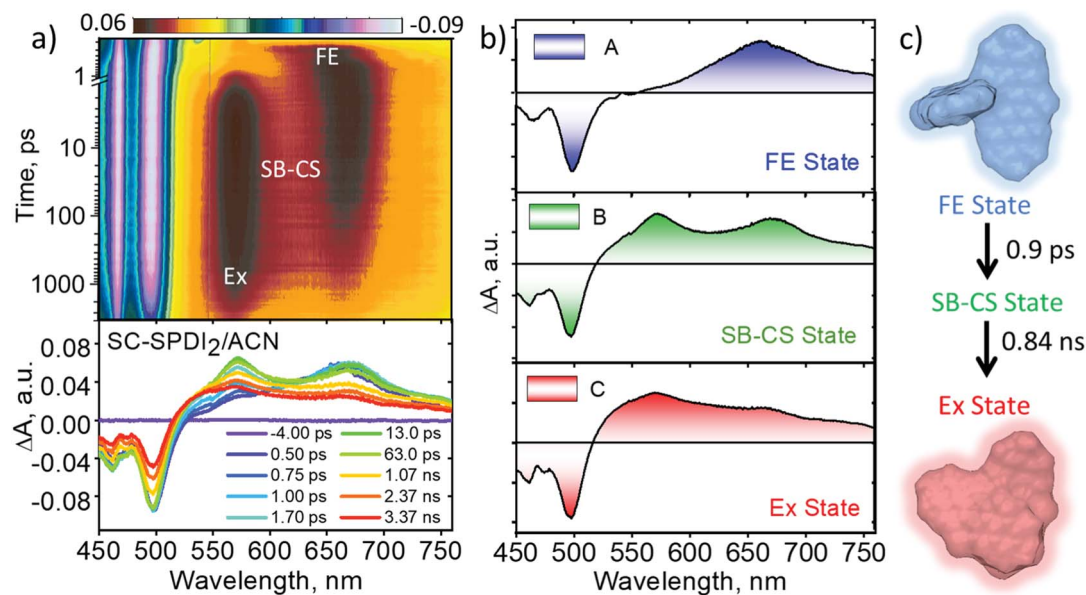 a)
0.06
-0.09
FE
SB-CS
Ex
Time, ps
1
10
100
1000
SC-SPDI₂/ACN
ΔA, a.u.
0.08
0.04
0.00
-0.04
-0.08
-4.00 ps 13.0 ps
0.50 ps 63.0 ps
0.75 ps 1.07 ns
1.00 ps 2.37 ns
1.70 ps 3.37 ns
450 500 550 600 650 700 750
Wavelength, nm
b)
A
FE State
B
SB-CS State
C
Ex State
ΔA, a.u.
450 500 550 600 650 700 750
Wavelength, nm
c)
FE State
0.9 ps
SB-CS State
0.84 ns
Ex State